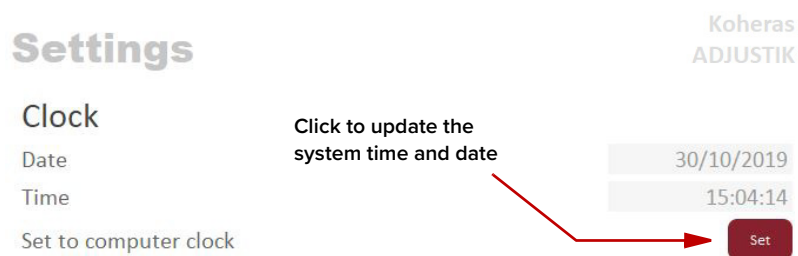 Settings
Koheras
ADJUSTIK
Clock
Click to update the
system time and date
Date
30/10/2019
Time
15:04:14
Set to computer clock
Set